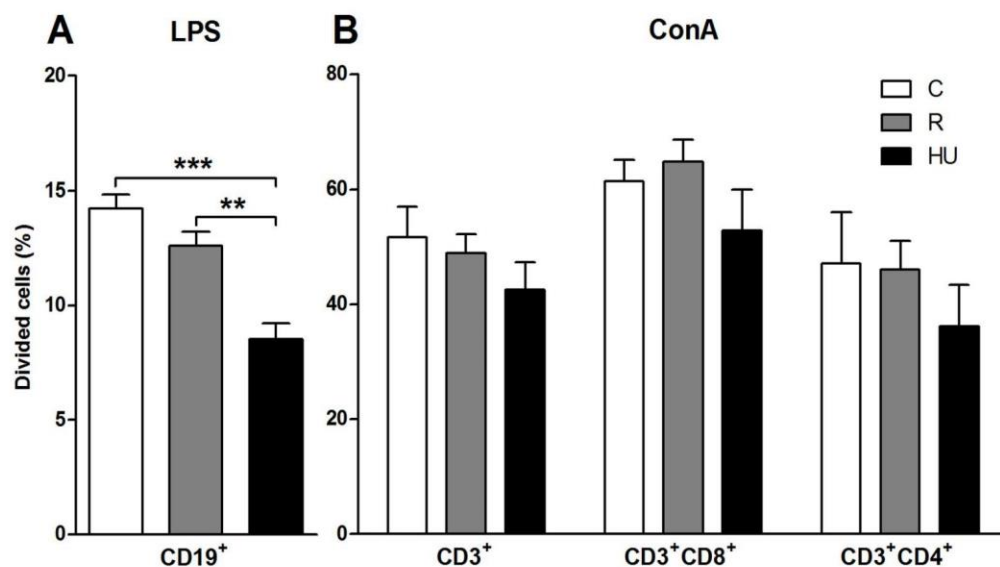 A LPS
B ConA
20
15
10
5
0
Divided cells (%)
***
**
CD19⁺
80
60
40
20
0
C
R
HU
CD3⁺
CD3⁺CD8⁺
CD3⁺CD4⁺